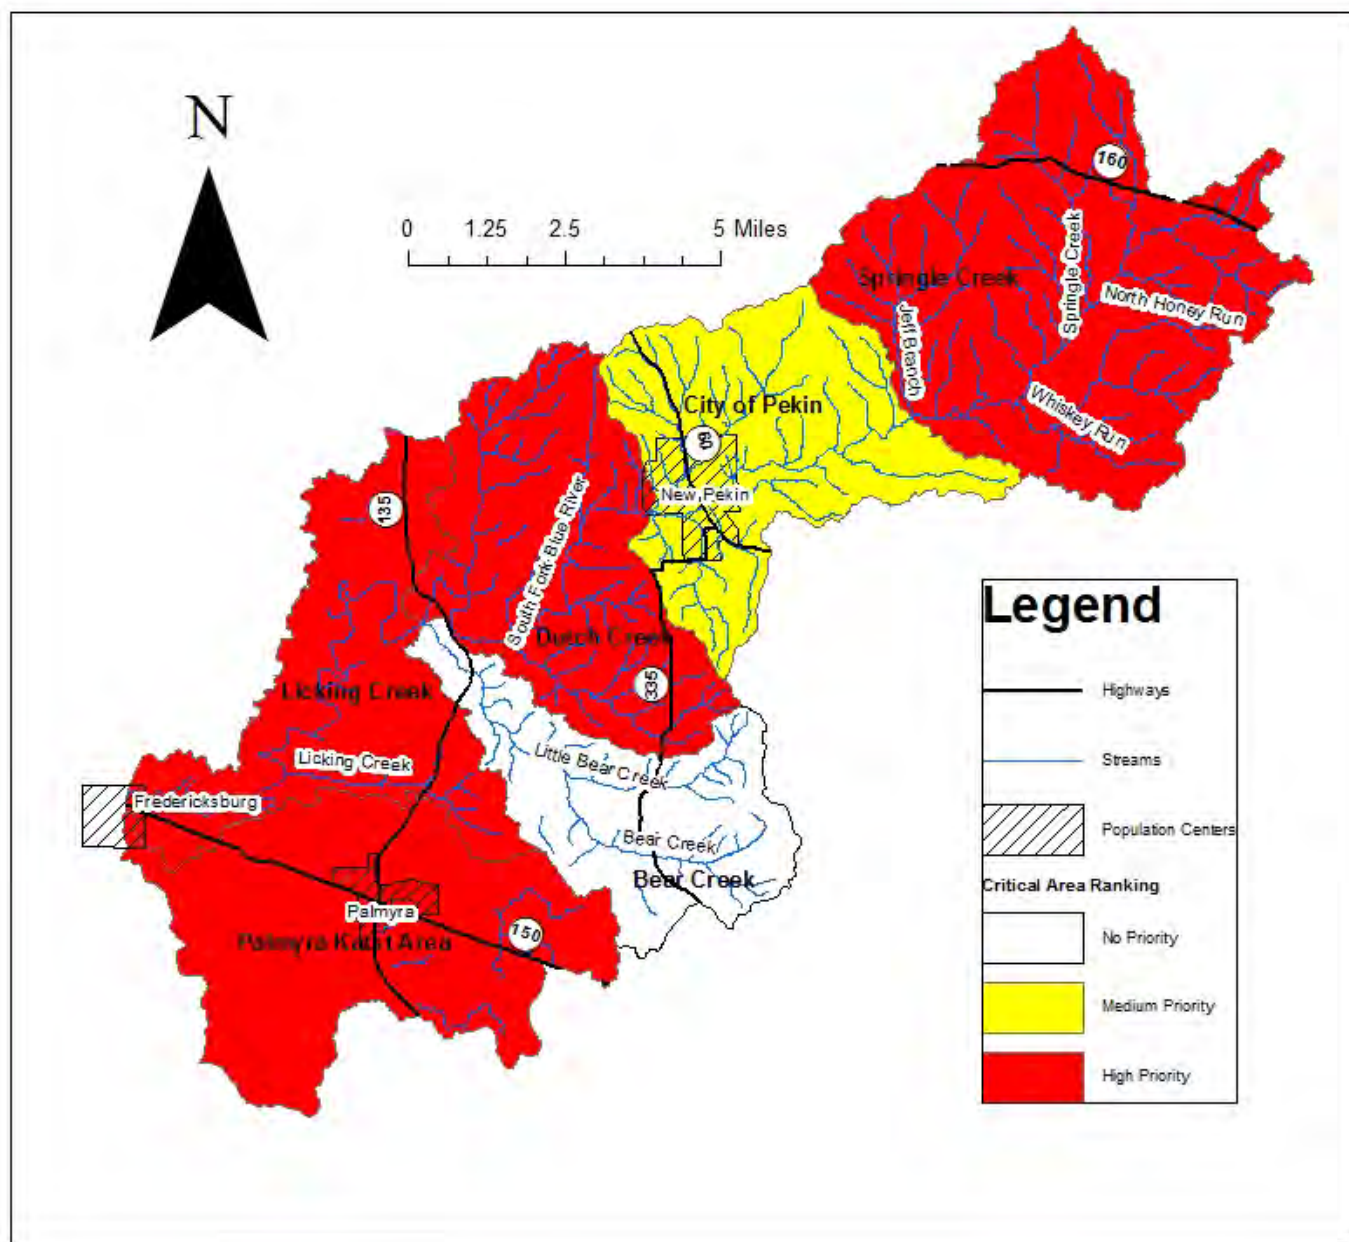 N
0 1.25 2.5 5 Miles
160
Springle Creek
Springle Creek
North Honey Run
Jeff Branch
Whiskey Run
City of Pekin
60
New Pekin
135
South Fork Blue River
Dutch Creek
335
Licking Creek
Licking Creek
Little Bear Creek
Fredericksburg
Bear Creek
Bear Creek
Palmyra
150
Palmyra Karst Area
Legend
Highways
Streams
Population Centers
Critical Area Ranking
No Priority
Medium Priority
High Priority